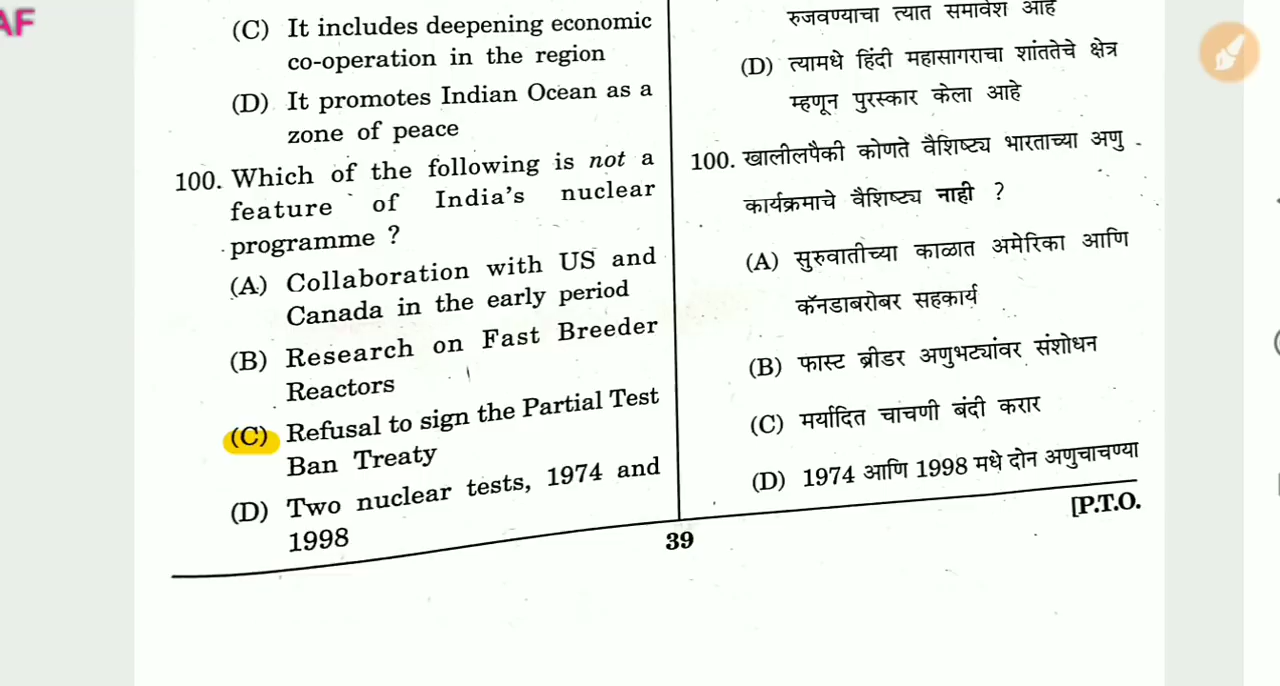 AF
(C) It includes deepening economic
co-operation in the region
(D) It promotes Indian Ocean as a
zone of peace
100. Which of the following is not a
feature of India's nuclear
programme ?
(A) Collaboration with US and
Canada in the early period
(B) Research on Fast Breeder
Reactors
(C) Refusal to sign the Partial Test
Ban Treaty
(D) Two nuclear tests, 1974 and
1998
रुजवण्याचा त्यात समावेश आहे
(D) त्यामधे हिंदी महासागराचा शांततेचे क्षेत्र
म्हणून पुरस्कार केला आहे
100. खालीलपैकी कोणते वैशिष्ट्य भारताच्या अणु
कार्यक्रमाचे वैशिष्ट्य नाही ?
(A) सुरुवातीच्या काळात अमेरिका आणि
कॅनडाबरोबर सहकार्य
(B) फास्ट ब्रीडर अणुभट्यांवर संशोधन
(C) मर्यादित चाचणी बंदी करार
(D) 1974 आणि 1998 मधे दोन अणुचाचण्या
39
[P.T.O.